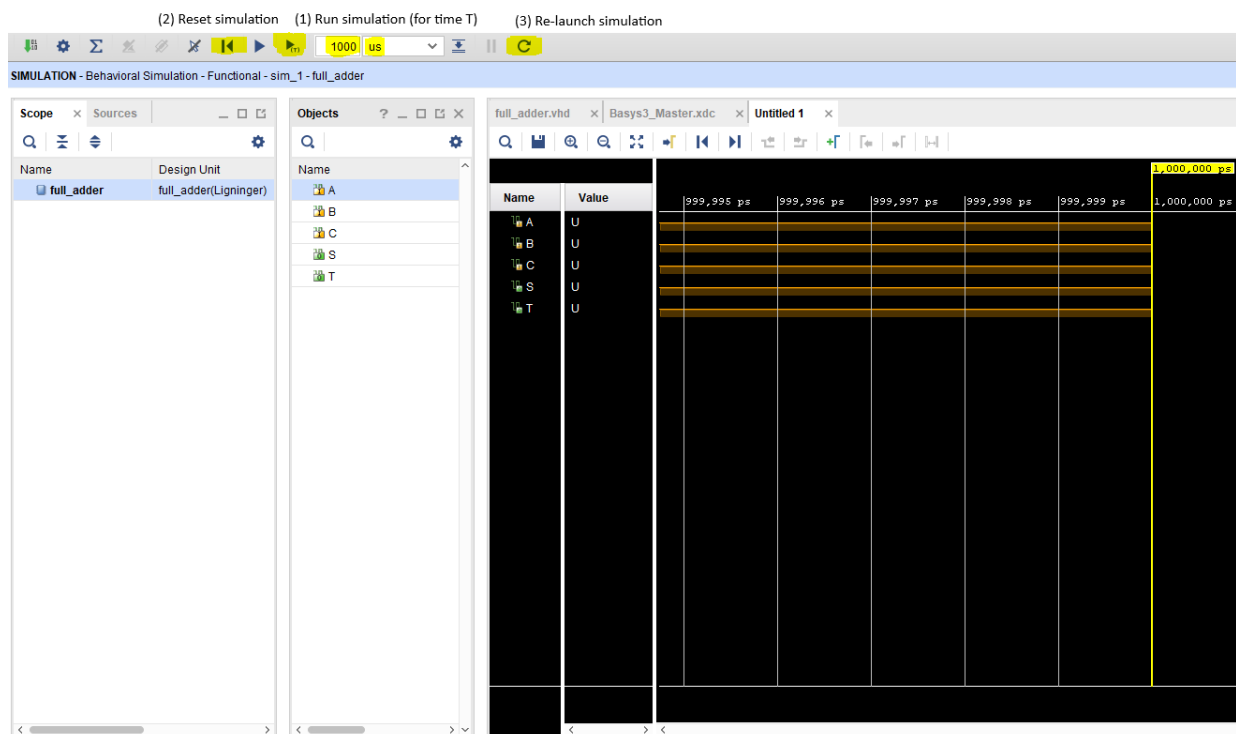 (2) Reset simulation (1) Run simulation (for time T) (3) Re-launch simulation
1000 us
SIMULATION - Behavioral Simulation - Functional - sim_1 - full_adder
Scope × Sources
Name Design Unit
full_adder full_adder(Ligninger)
Objects
Name
A
B
C
S
T
full_adder.vhd × Basys3_Master.xdc × Untitled 1 ×
1,000,000 ps
Name Value
999,995 ps 999,996 ps 999,997 ps 999,998 ps 999,999 ps 1,000,000 ps
A U
B U
C U
S U
T U